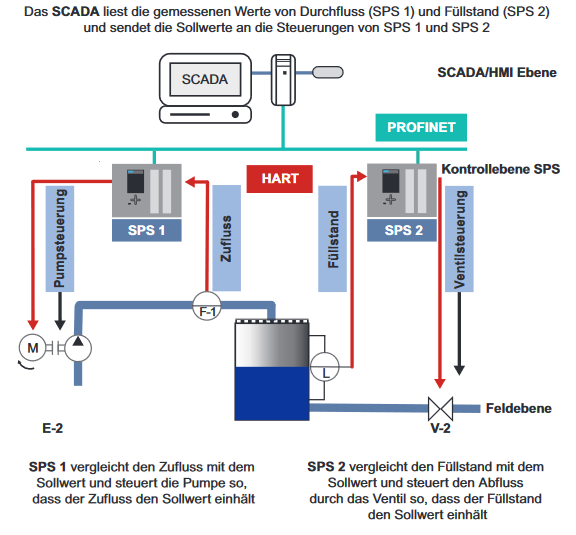 Das SCADA liest die gemessenen Werte von Durchfluss (SPS 1) und Füllstand (SPS 2)
und sendet die Sollwerte an die Steuerungen von SPS 1 und SPS 2
SCADA
SCADA/HMI Ebene
PROFINET
HART
Kontrollebene SPS
SPS 1
SPS 2
Pumpsteuerung
Zufluss
Füllstand
Ventilsteuerung
F-1
M
L
Feldebene
E-2
V-2
SPS 1 vergleicht den Zufluss mit dem
Sollwert und steuert die Pumpe so,
dass der Zufluss den Sollwert einhält
SPS 2 vergleicht den Füllstand mit dem
Sollwert und steuert den Abfluss
durch das Ventil so, dass der Füllstand
den Sollwert einhält